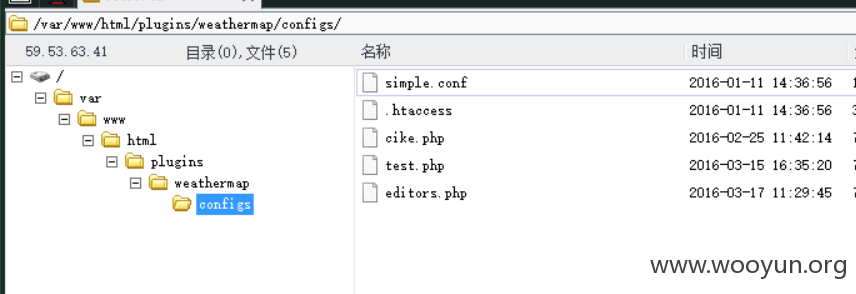 /var/www/html/plugins/weathermap/configs/
59.53.63.41 目录(0),文件(5) 名称 时间
/
var
www
html
plugins
weathermap
configs
simple.conf 2016-01-11 14:36:56
.htaccess 2016-01-11 14:36:56
cike.php 2016-02-25 11:42:14
test.php 2016-03-15 16:35:20
editors.php 2016-03-17 11:29:45
www.wooyun.org